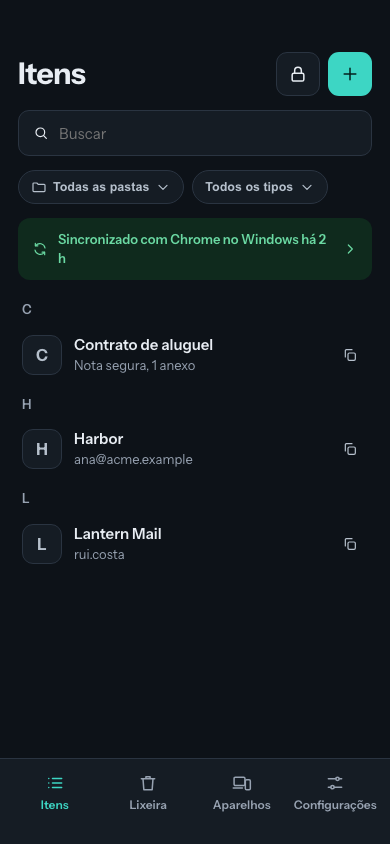 Itens
Buscar
Todas as pastas
Todos os tipos
Sincronizado com Chrome no Windows há 2
h
C
C
Contrato de aluguel
Nota segura, 1 anexo
H
H
Harbor
ana@acme.example
L
L
Lantern Mail
rui.costa
Itens
Lixeira
Aparelhos
Configurações